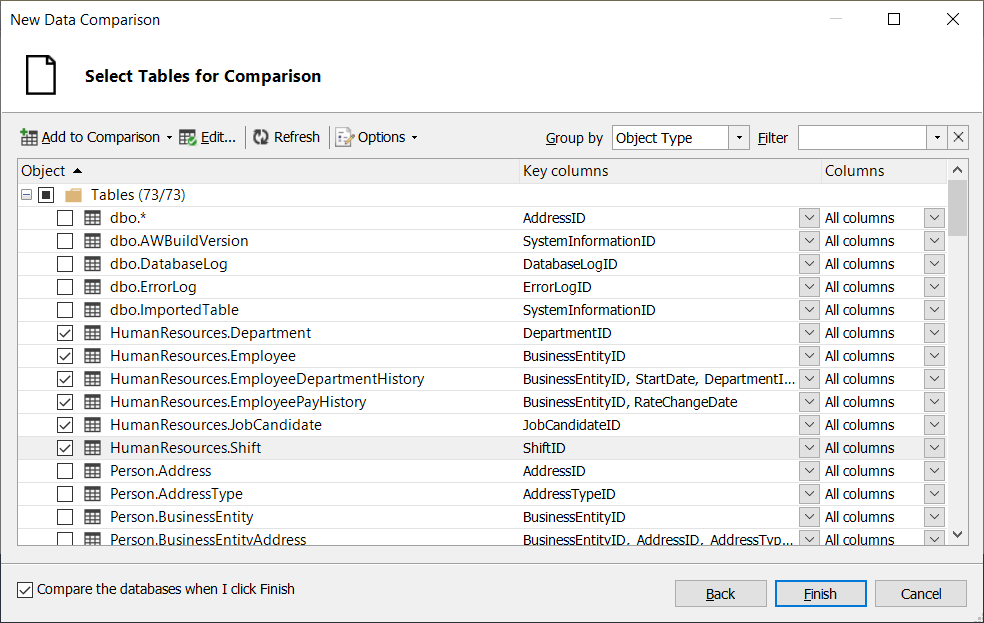 New Data Comparison
Select Tables for Comparison
Add to Comparison Edit... Refresh Options Group by Object Type Filter
Object Key columns Columns
Tables (73/73)
dbo.* AddressID All columns
dbo.AWBuildVersion SystemInformationID All columns
dbo.DatabaseLog DatabaseLogID All columns
dbo.ErrorLog ErrorLogID All columns
dbo.ImportedTable SystemInformationID All columns
HumanResources.Department DepartmentID All columns
HumanResources.Employee BusinessEntityID All columns
HumanResources.EmployeeDepartmentHistory BusinessEntityID, StartDate, DepartmentI... All columns
HumanResources.EmployeePayHistory BusinessEntityID, RateChangeDate All columns
HumanResources.JobCandidate JobCandidateID All columns
HumanResources.Shift ShiftID All columns
Person.Address AddressID All columns
Person.AddressType AddressTypeID All columns
Person.BusinessEntity BusinessEntityID All columns
Person.BusinessEntityAddress BusinessEntityID, AddressID, AddressTyp... All columns
Compare the databases when I click Finish
Back Finish Cancel